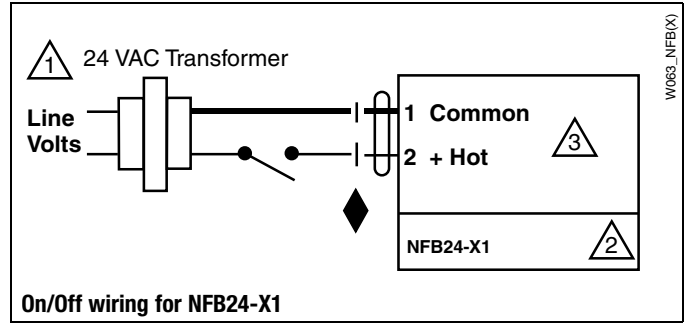 W063_NFB(X)
1 24 VAC Transformer
Line
Volts
1 Common
2 + Hot
3
NFB24-X1 2
On/Off wiring for NFB24-X1